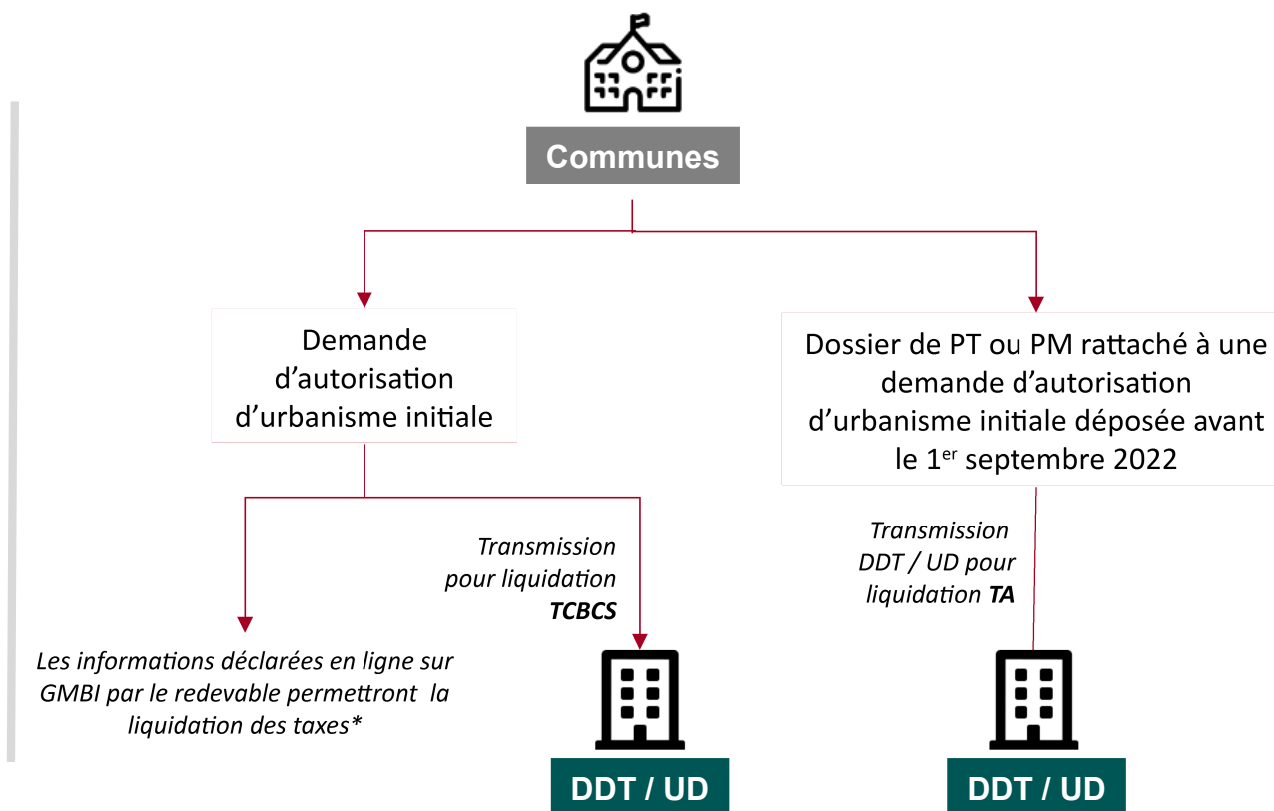 Communes
Demande
d’autorisation
d’urbanisme initiale
Dossier de PT ou PM rattaché à une
demande d’autorisation
d’urbanisme initiale déposée avant
le 1er septembre 2022
Transmission
pour liquidation
TCBCS
Transmission
DDT / UD pour
liquidation TA
Les informations déclarées en ligne sur
GMBI par le redevable permettront la
liquidation des taxes*
DDT / UD
DDT / UD